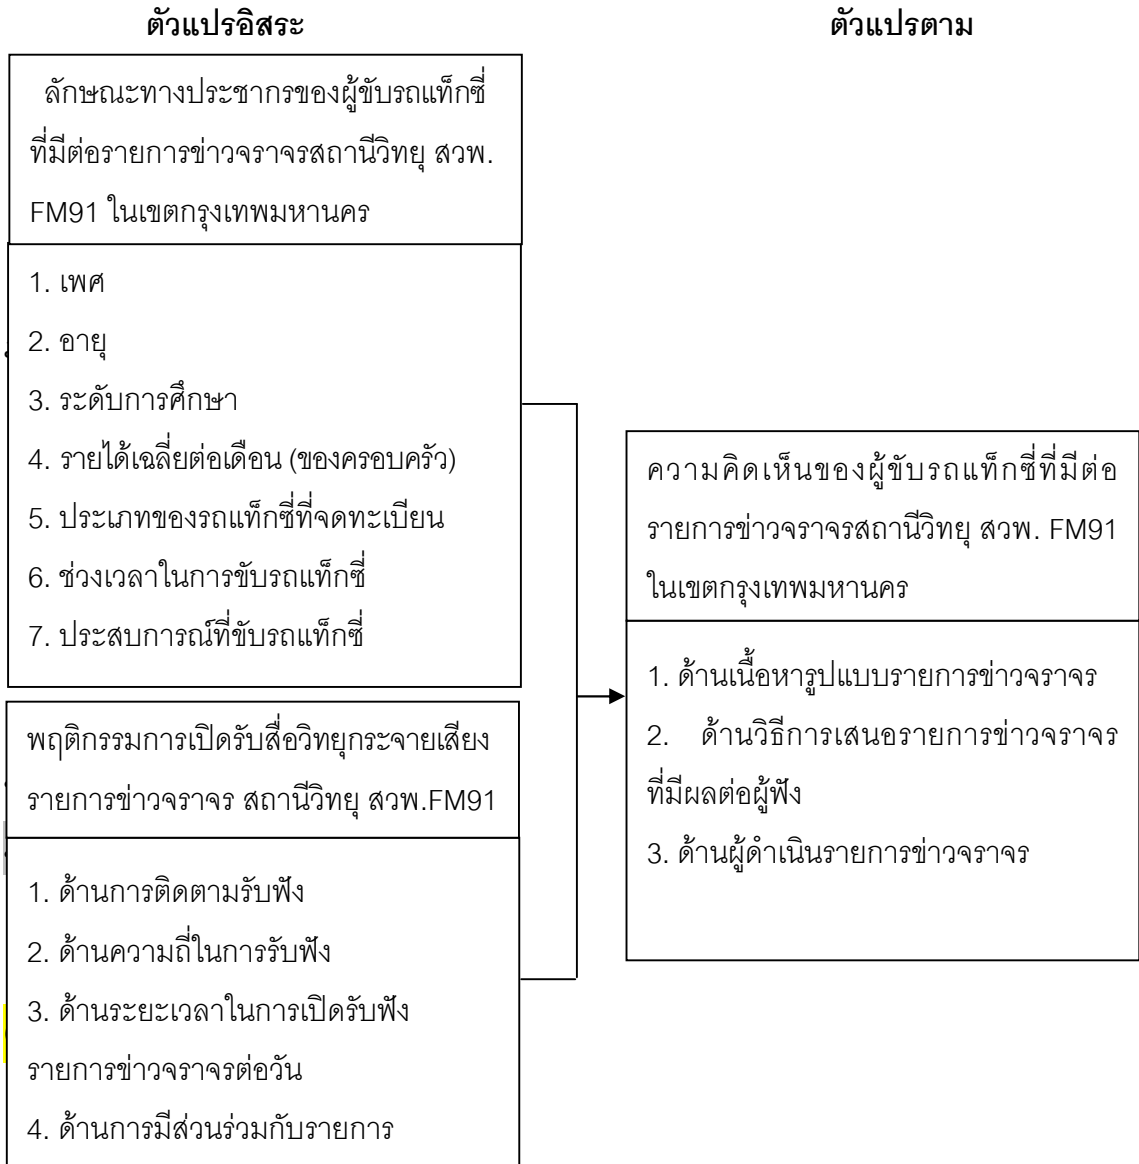 ตัวแปรอิสระ
ตัวแปรตาม
ลักษณะทางประชากรของผู้ขับรถแท็กซี่
ที่มีต่อรายการข่าวจราจรสถานีวิทยุ สวพ.
FM91 ในเขตกรุงเทพมหานคร
1. เพศ
2. อายุ
3. ระดับการศึกษา
4. รายได้เฉลี่ยต่อเดือน (ของครอบครัว)
5. ประเภทของรถแท็กซี่ที่จดทะเบียน
6. ช่วงเวลาในการขับรถแท็กซี่
7. ประสบการณ์ที่ขับรถแท็กซี่
พฤติกรรมการเปิดรับสื่อวิทยุกระจายเสียง
รายการข่าวจราจร สถานีวิทยุ สวพ.FM91
1. ด้านการติดตามรับฟัง
2. ด้านความถี่ในการรับฟัง
3. ด้านระยะเวลาในการเปิดรับฟัง
รายการข่าวจราจรต่อวัน
4. ด้านการมีส่วนร่วมกับรายการ
ความคิดเห็นของผู้ขับรถแท็กซี่ที่มีต่อ
รายการข่าวจราจรสถานีวิทยุ สวพ. FM91
ในเขตกรุงเทพมหานคร
1. ด้านเนื้อหารูปแบบรายการข่าวจราจร
2. ด้านวิธีการเสนอรายการข่าวจราจร
ที่มีผลต่อผู้ฟัง
3. ด้านผู้ดำเนินรายการข่าวจราจร